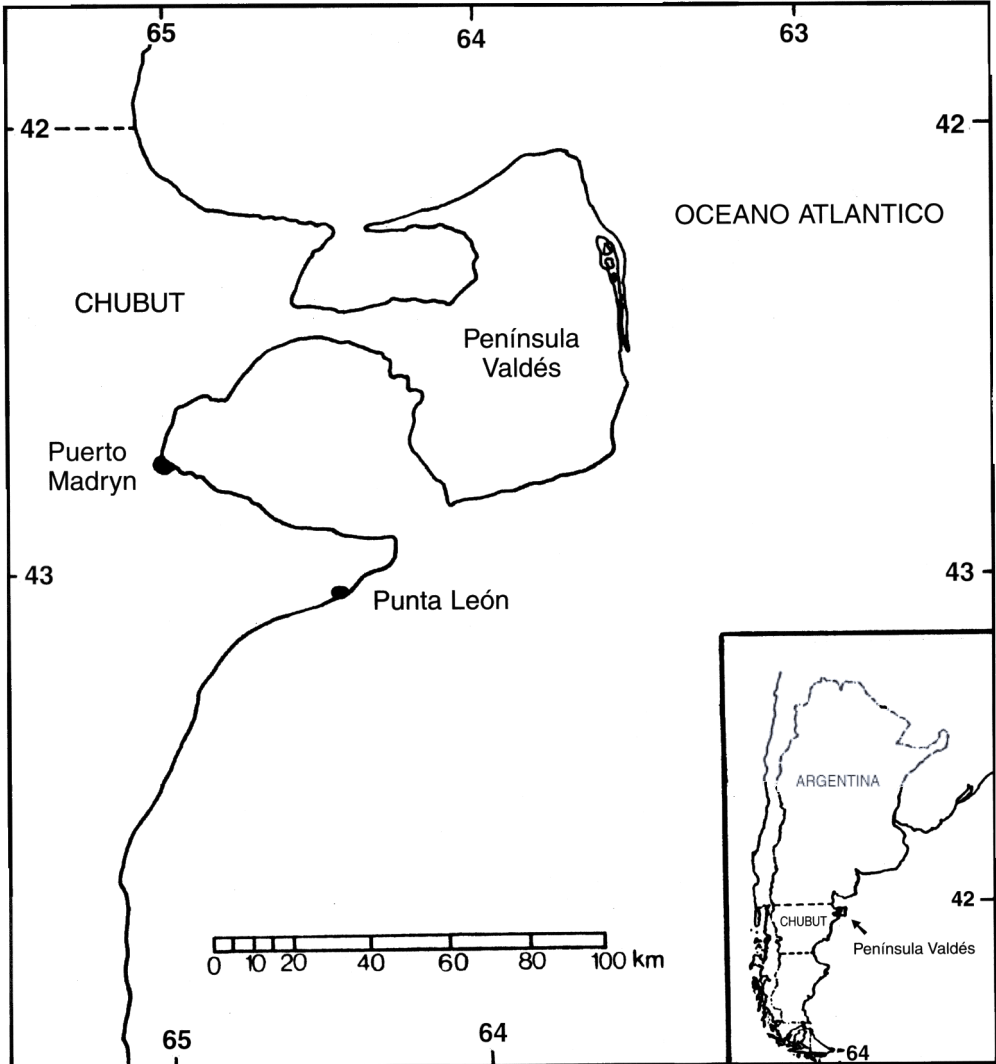 65
64
63
42
42
OCEANO ATLANTICO
CHUBUT
Península
Valdés
Puerto
Madryn
43
43
Punta León
ARGENTINA
42
CHUBUT
Península Valdés
64
0 10 20 40 60 80 100 km
65
64